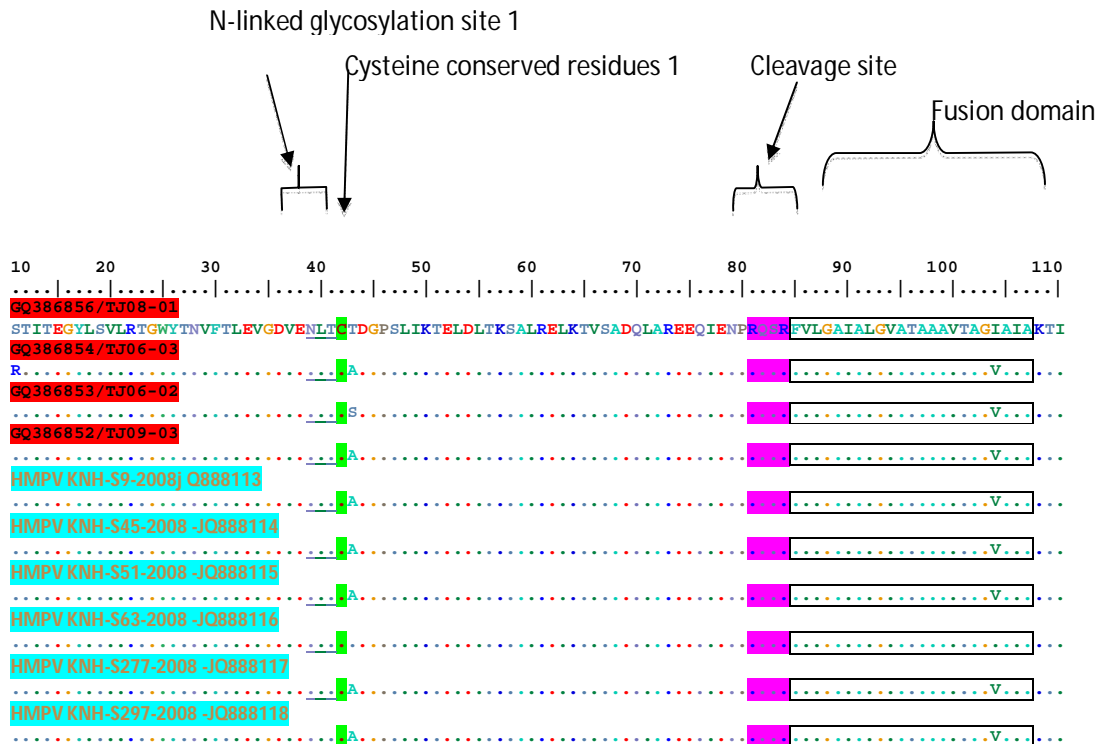 N-linked glycosylation site 1
Cysteine conserved residues 1
Cleavage site
Fusion domain
10 20 30 40 50 60 70 80 90 100 110
GQ386856/TJ08-01
STITEGYLSVLRTGWYTNVFTLEVGDVENLTCTDGPSLIKTELDLTKSALRELKTVSADQLAREEQIENPRQSRFVLGAIALGVATAAAVTAGIAIAKTI
GQ386854/TJ06-03
R...............................A............................................................V......
GQ386853/TJ06-02
................................S............................................................V......
GQ386852/TJ09-03
................................A............................................................V......
HMPV KNH-S9-2008j Q888113
................................A............................................................V......
HMPV KNH-S45-2008 -JQ888114
................................A............................................................V......
HMPV KNH-S51-2008 -JQ888115
................................A............................................................V......
HMPV KNH-S63-2008 -JQ888116
....................................................................................................
HMPV KNH-S277-2008 -JQ888117
................................A............................................................V......
HMPV KNH-S297-2008 -JQ888118
................................A............................................................V......